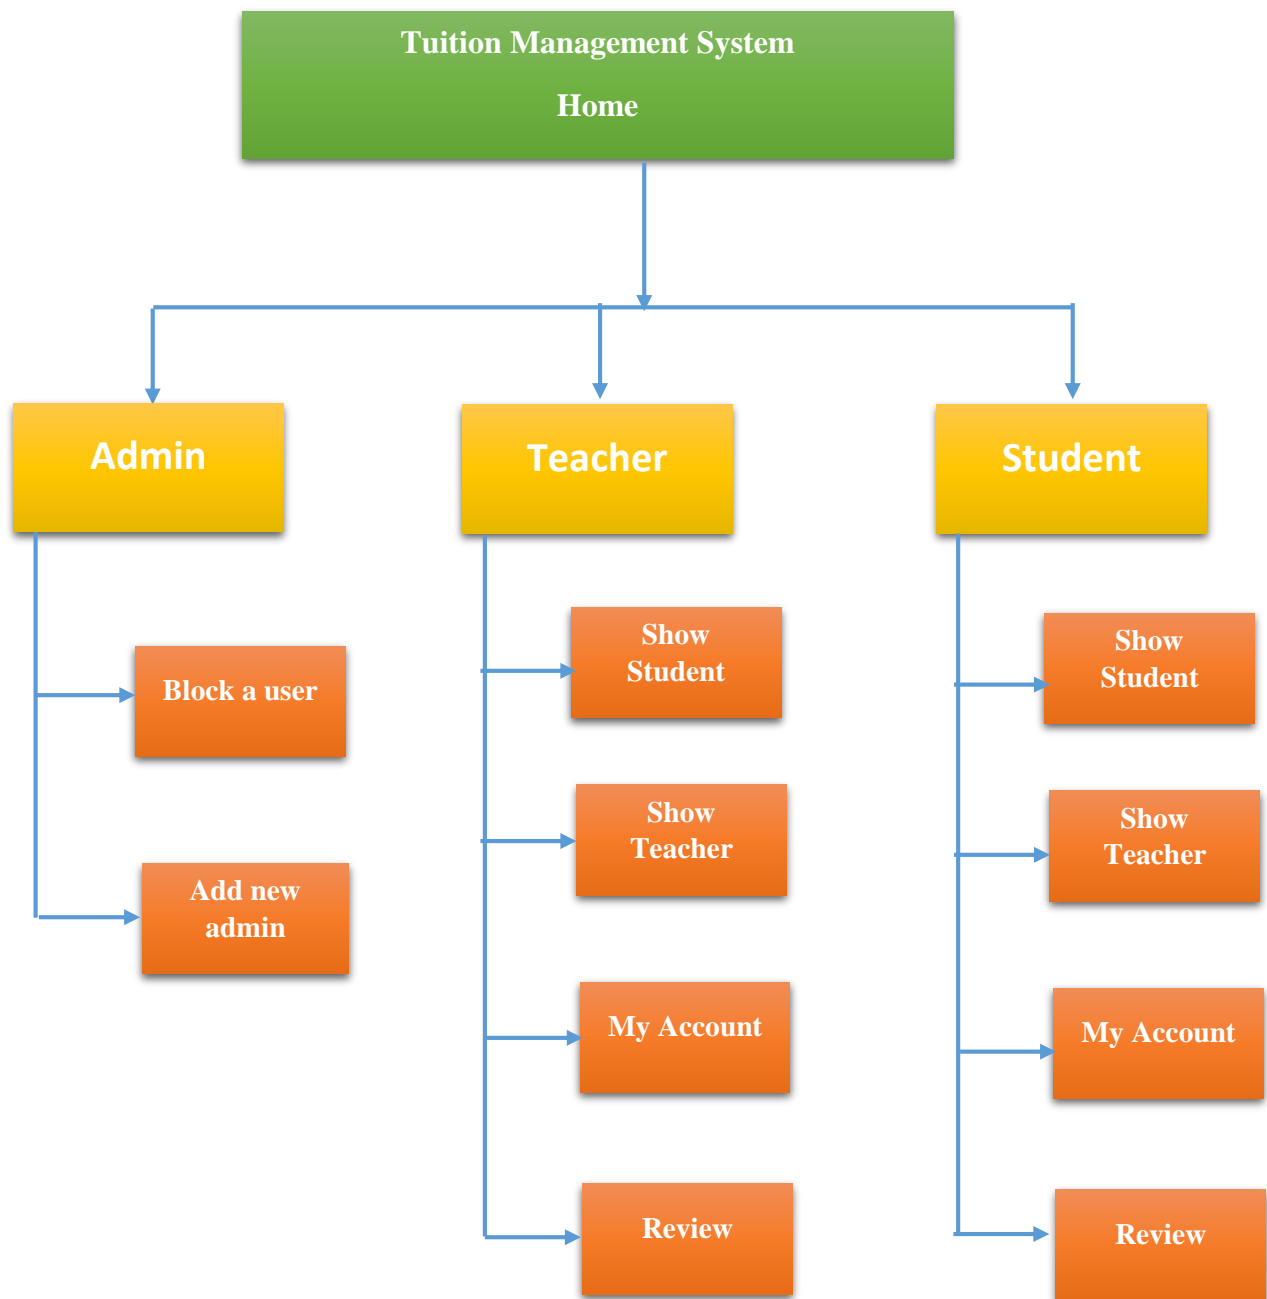 Tuition Management System
Home
Admin
Teacher
Student
Block a user
Add new
admin
Show
Student
Show
Teacher
My Account
Review
Show
Student
Show
Teacher
My Account
Review